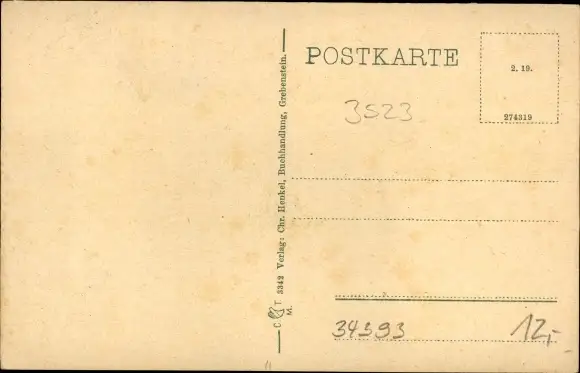 POSTKARTE
2. 19.
274319
3523
C T. 3342 Verlag: Chr. Henkel, Buchhandlung, Grebenstein.
M.
34393
12,-